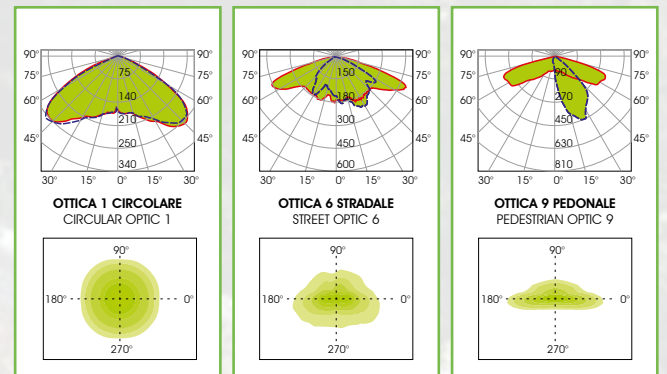 90° 90°
75° 75 75°
60° 140 60°
210
45° 250 45°
340
30° 15° 0° 15° 30°
OTTICA 1 CIRCOLARE
CIRCULAR OPTIC 1
90°
180° 0°
270°
90° 90°
75° 150 75°
60° 180 60°
300
45° 450 45°
600
30° 15° 0° 15° 30°
OTTICA 6 STRADALE
STREET OPTIC 6
90°
180° 0°
270°
90° 90°
75° 90 75°
60° 270 60°
450
45° 630 45°
810
30° 15° 0° 15° 30°
OTTICA 9 PEDONALE
PEDESTRIAN OPTIC 9
90°
180° 0°
270°